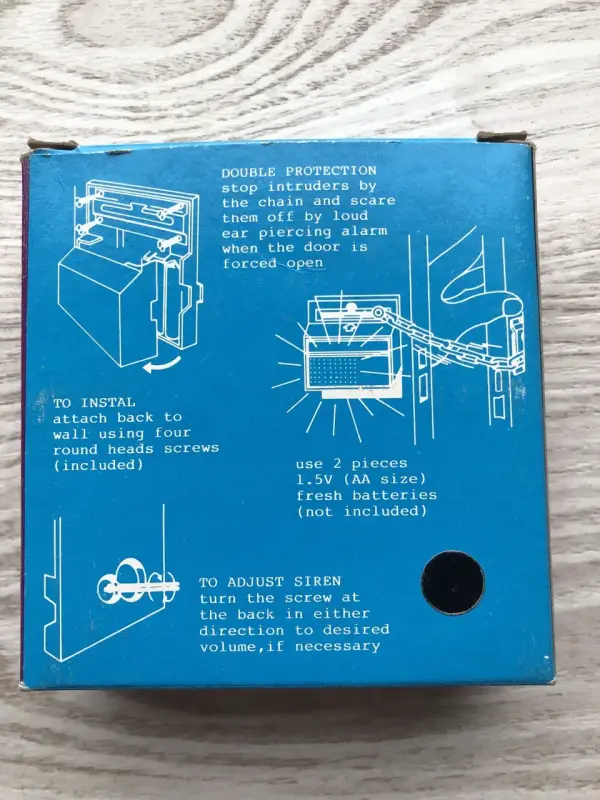 DOUBLE PROTECTION
stop intruders by
the chain and scare
them off by loud
ear piercing alarm
when the door is
forced open
TO INSTAL
attach back to
wall using four
round heads screws
(included)
use 2 pieces
1.5V (AA size)
fresh batteries
(not included)
TO ADJUST SIREN
turn the screw at
the back in either
direction to desired
volume,if necessary